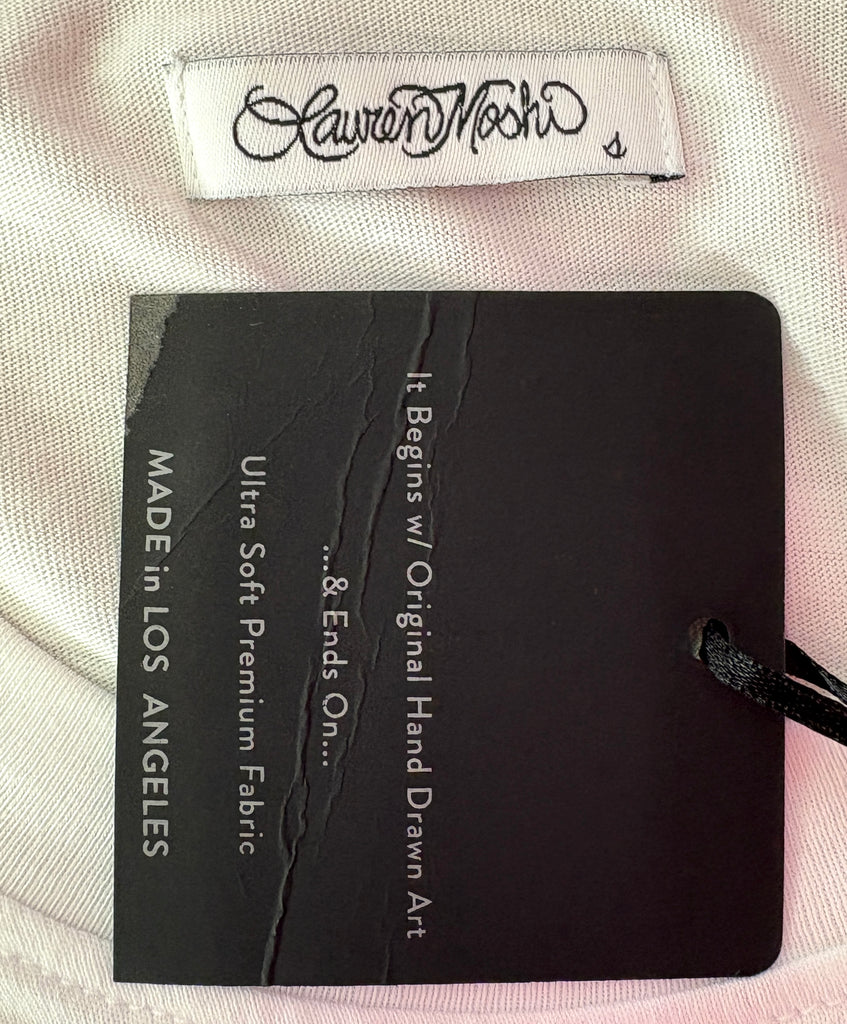 Lauren Moshi
S
It Begins w/ Original Hand Drawn Art
...& Ends On...
Ultra Soft Premium Fabric
MADE in LOS ANGELES